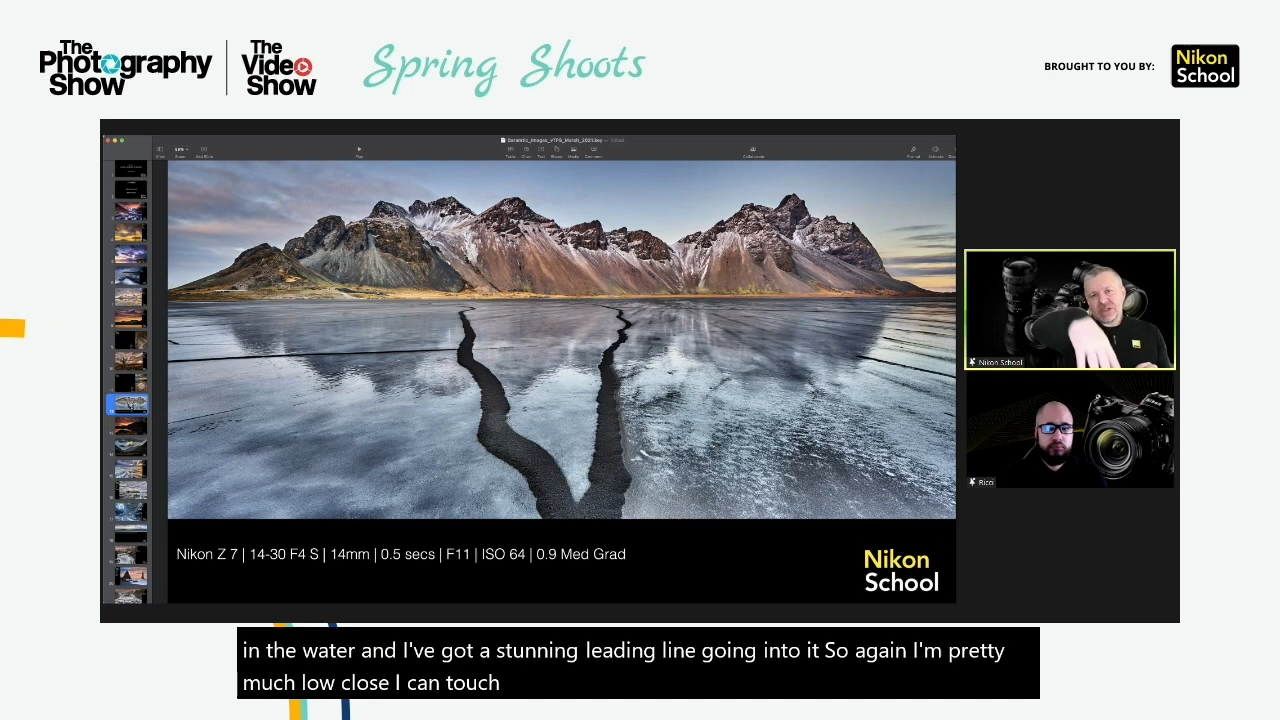 The
Photography
Show
The
Video
Show
Spring Shoots
BROUGHT TO YOU BY:
Nikon
School
Nikon School
Nikon
Ricci
Nikon Z 7 | 14-30 F4 S | 14mm | 0.5 secs | F11 | ISO 64 | 0.9 Med Grad
Nikon
School
in the water and I've got a stunning leading line going into it So again I'm pretty
much low close I can touch